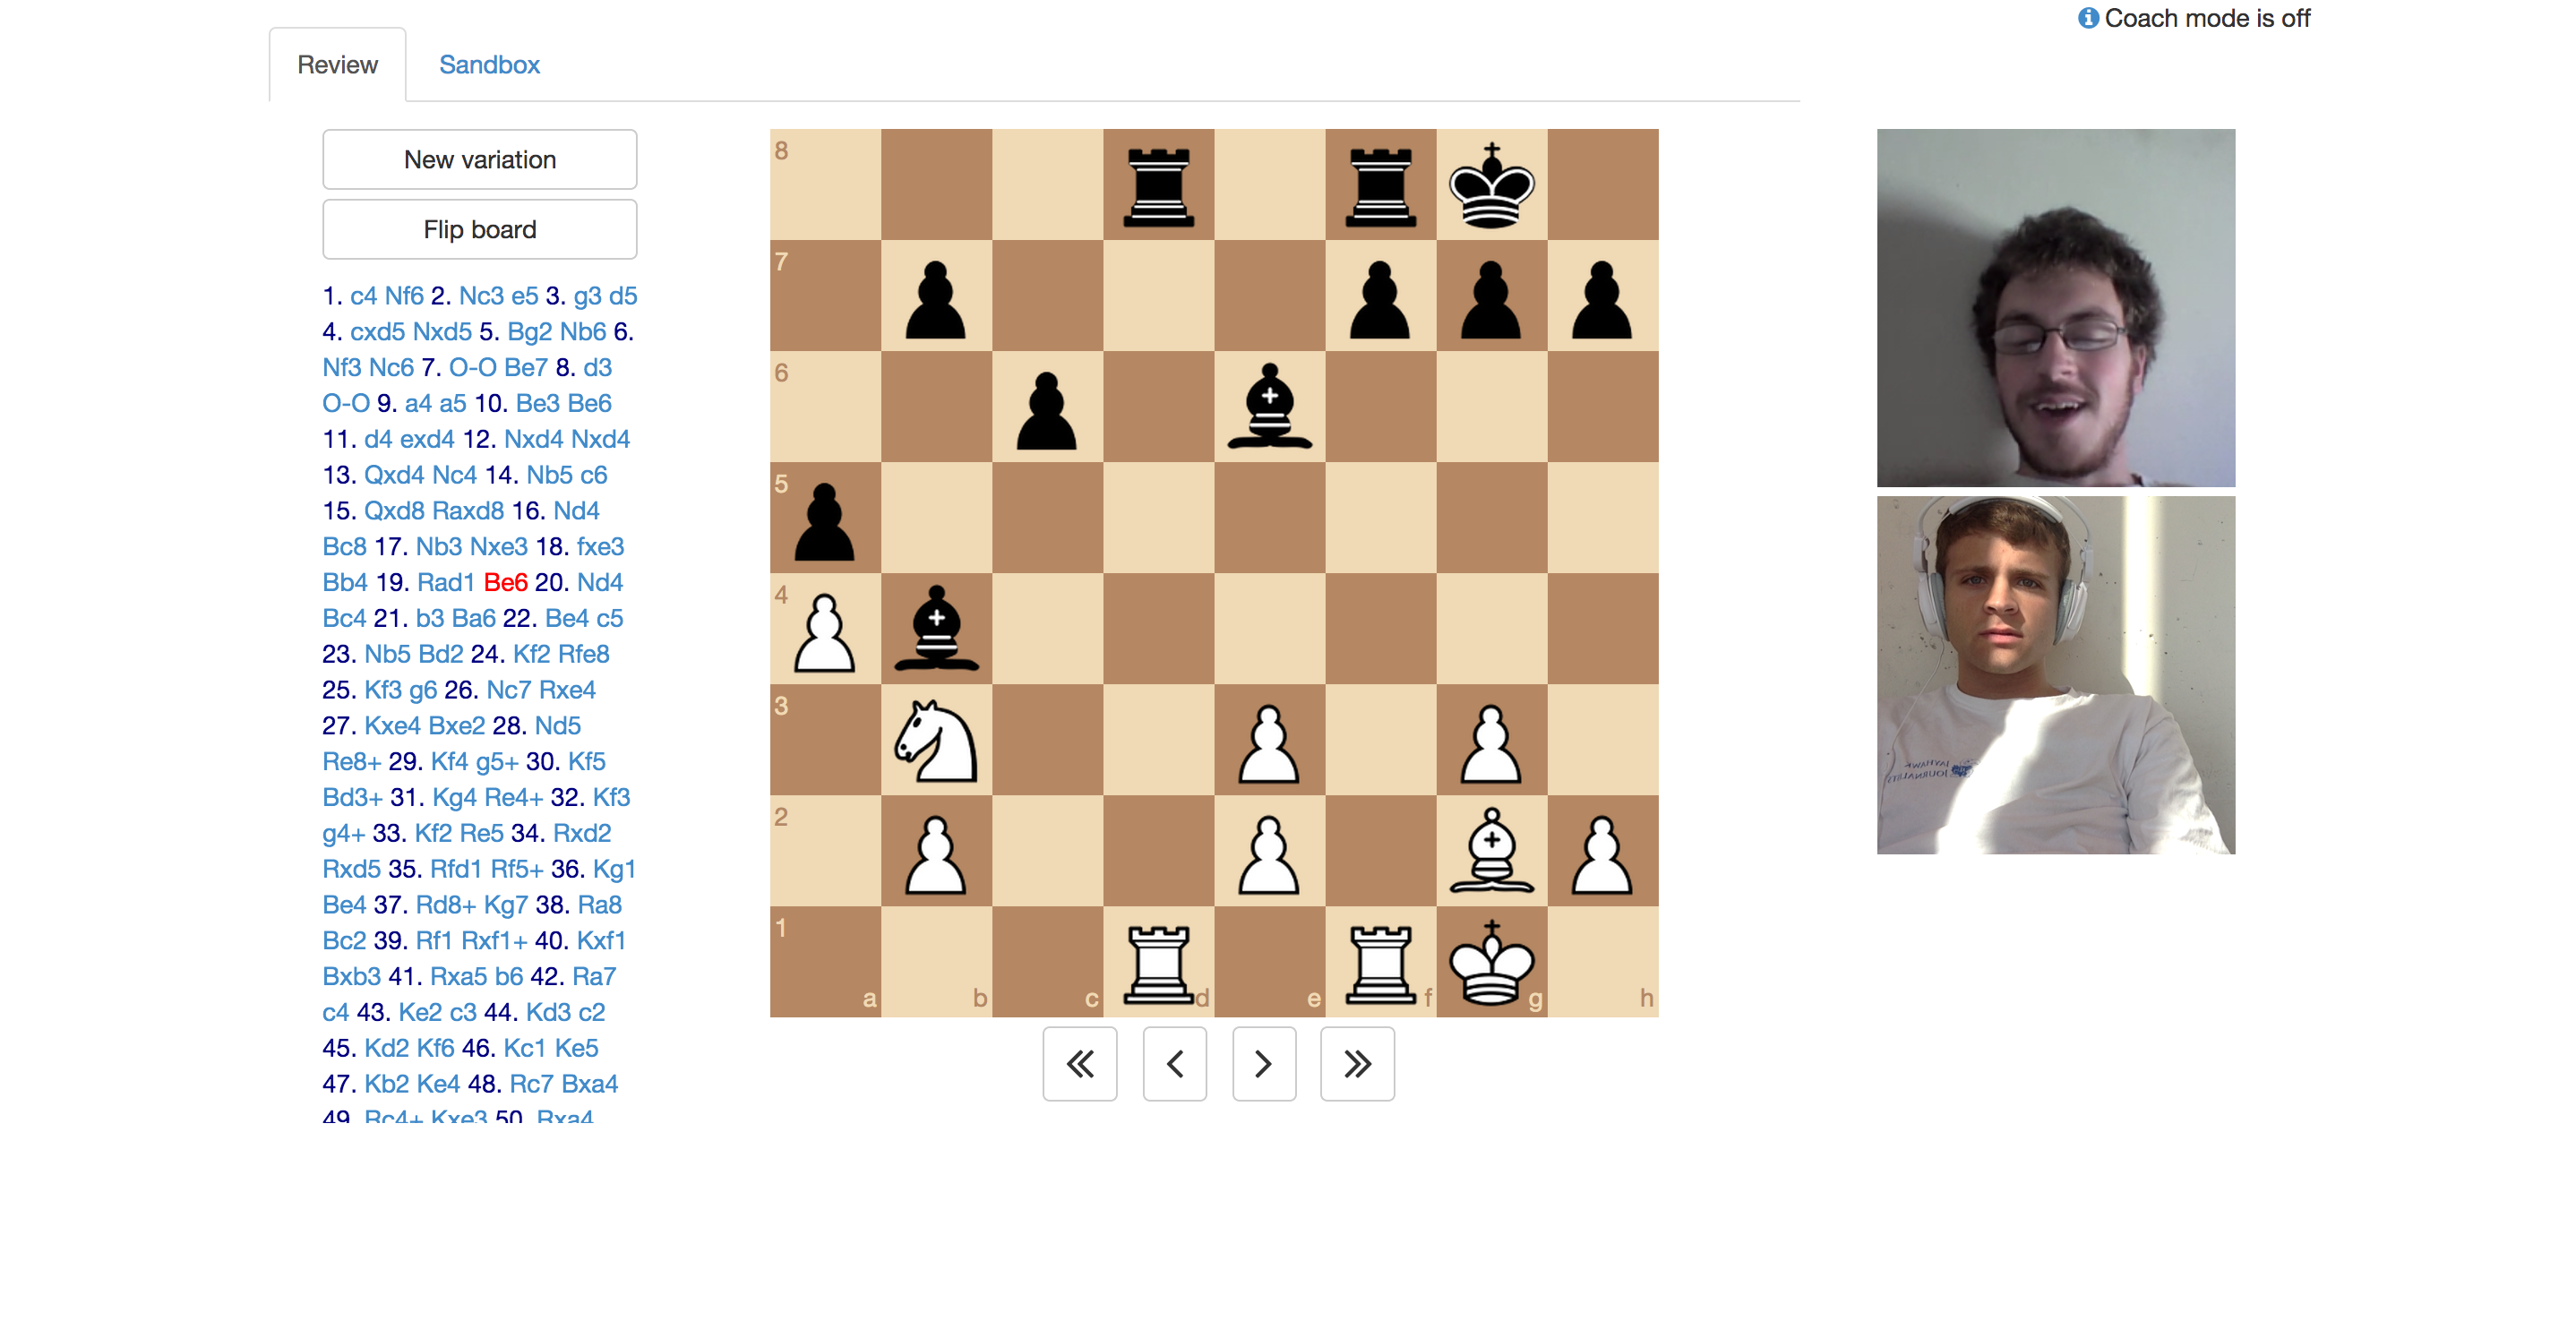 Coach mode is off
Review
Sandbox
New variation
Flip board
1. c4 Nf6 2. Nc3 e5 3. g3 d5
4. cxd5 Nxd5 5. Bg2 Nb6 6.
Nf3 Nc6 7. O-O Be7 8. d3
O-O 9. a4 a5 10. Be3 Be6
11. d4 exd4 12. Nxd4 Nxd4
13. Qxd4 Nc4 14. Nb5 c6
15. Qxd8 Raxd8 16. Nd4
Bc8 17. Nb3 Nxe3 18. fxe3
Bb4 19. Rad1 Be6 20. Nd4
Bc4 21. b3 Ba6 22. Be4 c5
23. Nb5 Bd2 24. Kf2 Rfe8
25. Kf3 g6 26. Nc7 Rxe4
27. Kxe4 Bxe2 28. Nd5
Re8+ 29. Kf4 g5+ 30. Kf5
Bd3+ 31. Kg4 Re4+ 32. Kf3
g4+ 33. Kf2 Re5 34. Rxd2
Rxd5 35. Rfd1 Rf5+ 36. Kg1
Be4 37. Rd8+ Kg7 38. Ra8
Bc2 39. Rf1 Rxf1+ 40. Kxf1
Bxb3 41. Rxa5 b6 42. Ra7
c4 43. Ke2 c3 44. Kd3 c2
45. Kd2 Kf6 46. Kc1 Ke5
47. Kb2 Ke4 48. Rc7 Bxa4
49. Rc4+ Kxe3 50. Rxa4
8
7
6
5
4
3
2
1
a b c d e f g h
JAYHAWK
JOURNALIST